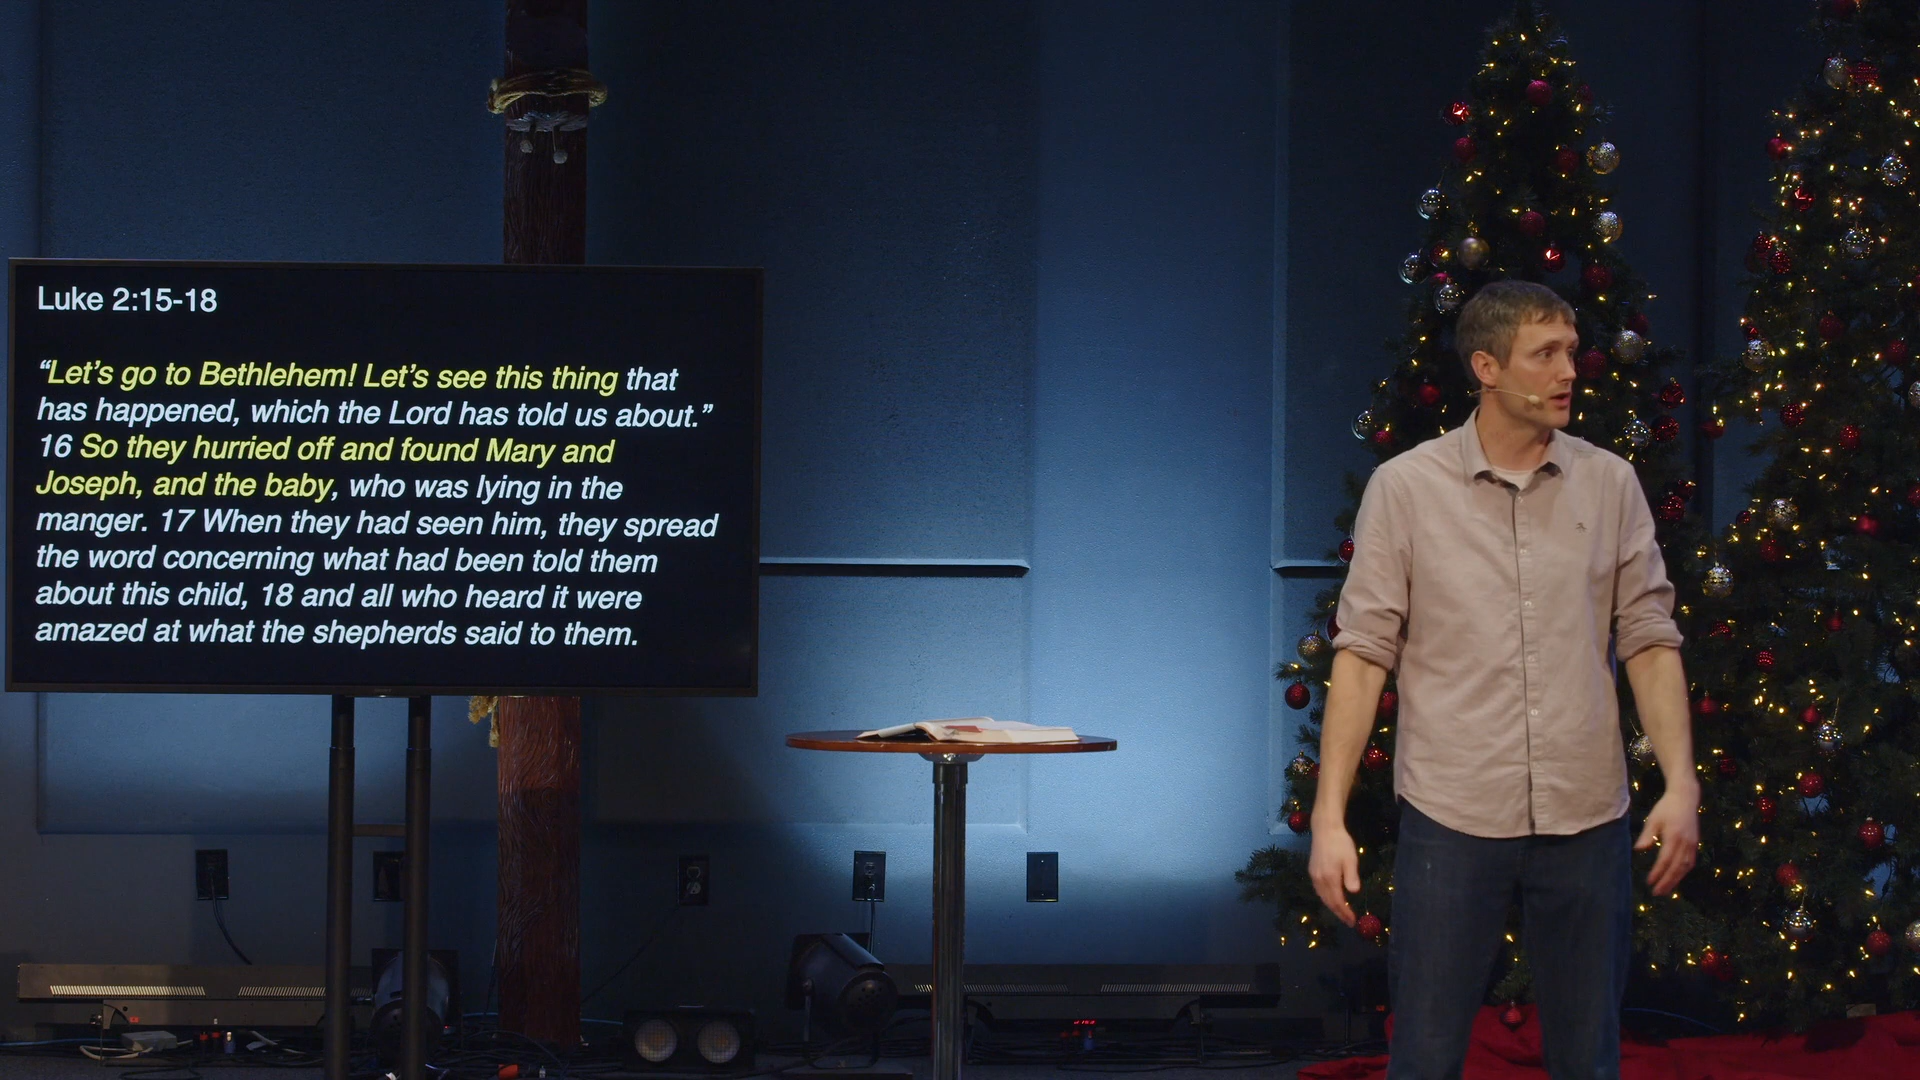 Luke 2:15-18
“Let’s go to Bethlehem! Let’s see this thing that
has happened, which the Lord has told us about.”
16 So they hurried off and found Mary and
Joseph, and the baby, who was lying in the
manger. 17 When they had seen him, they spread
the word concerning what had been told them
about this child, 18 and all who heard it were
amazed at what the shepherds said to them.